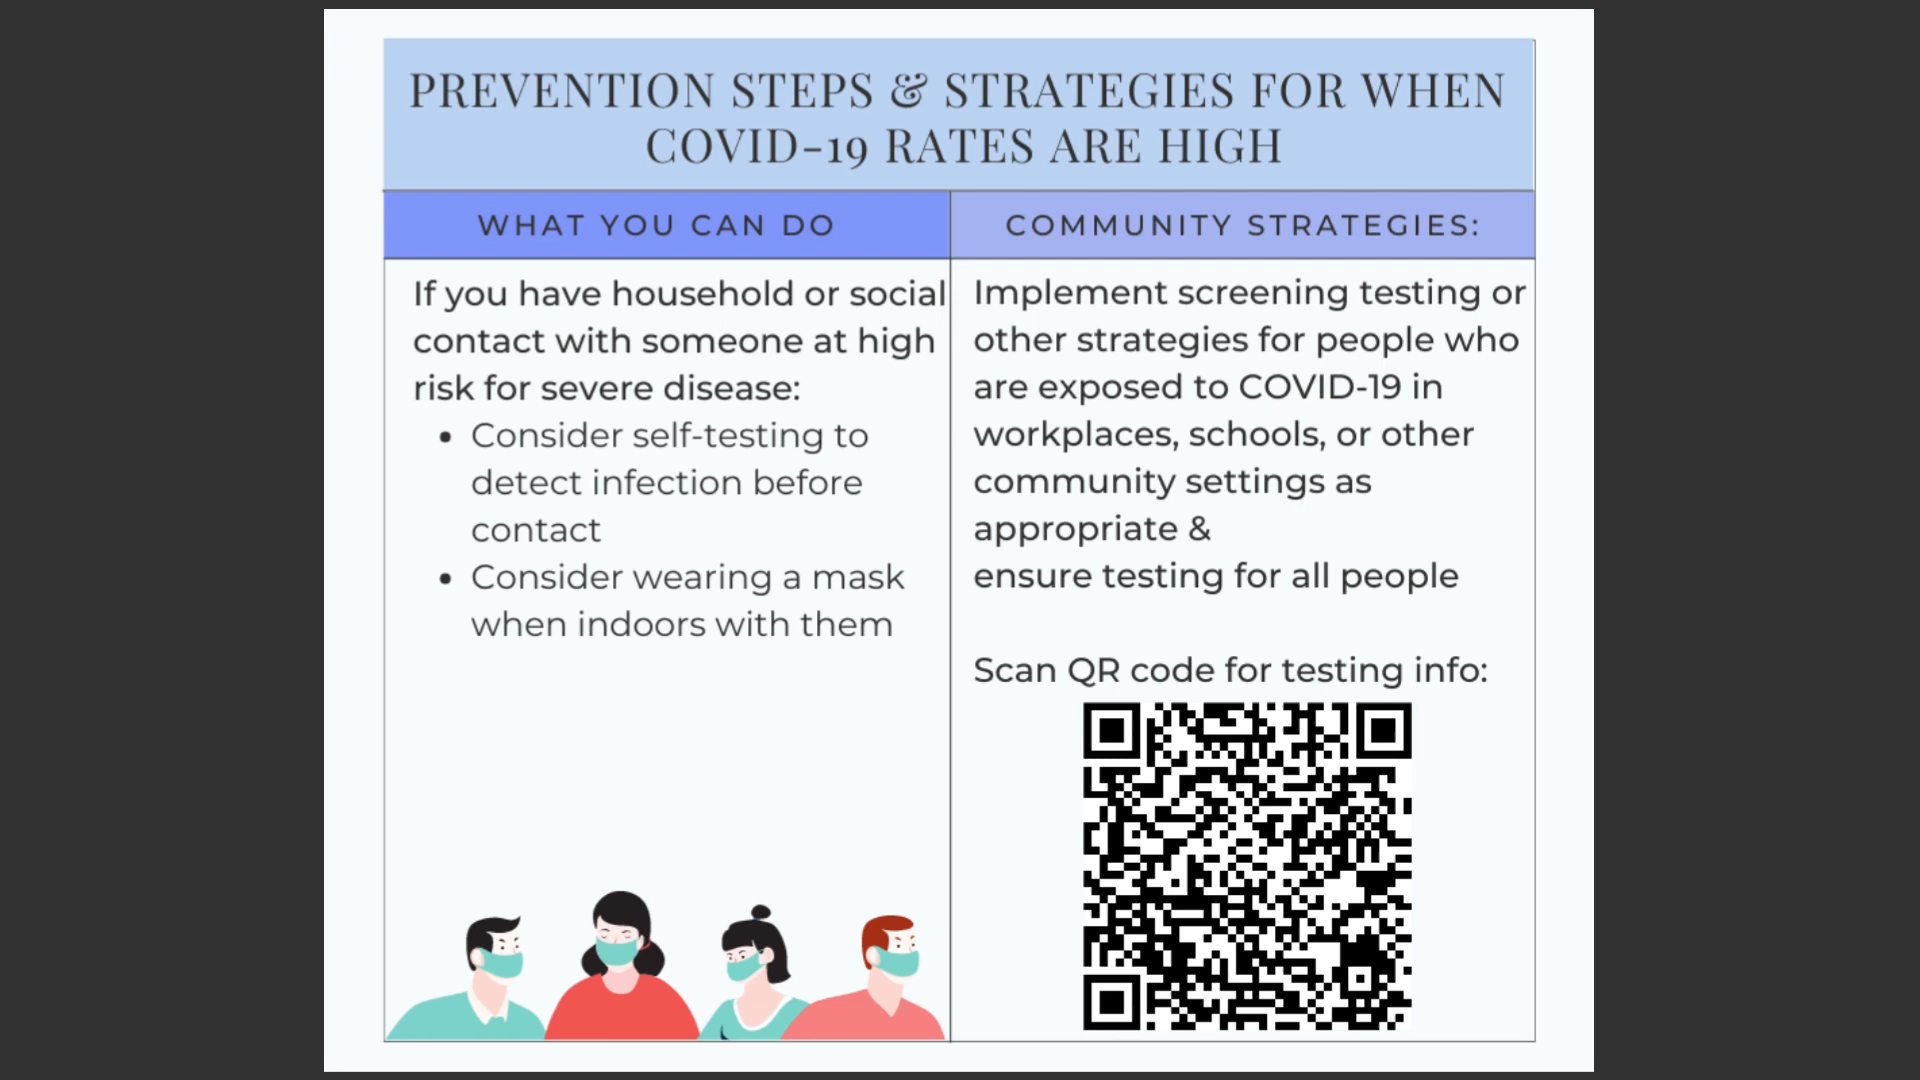 PREVENTION STEPS & STRATEGIES FOR WHEN
COVID-19 RATES ARE HIGH
WHAT YOU CAN DO
If you have household or social
contact with someone at high
risk for severe disease:
• Consider self-testing to
detect infection before
contact
• Consider wearing a mask
when indoors with them
COMMUNITY STRATEGIES:
Implement screening testing or
other strategies for people who
are exposed to COVID-19 in
workplaces, schools, or other
community settings as
appropriate &
ensure testing for all people
Scan QR code for testing info: